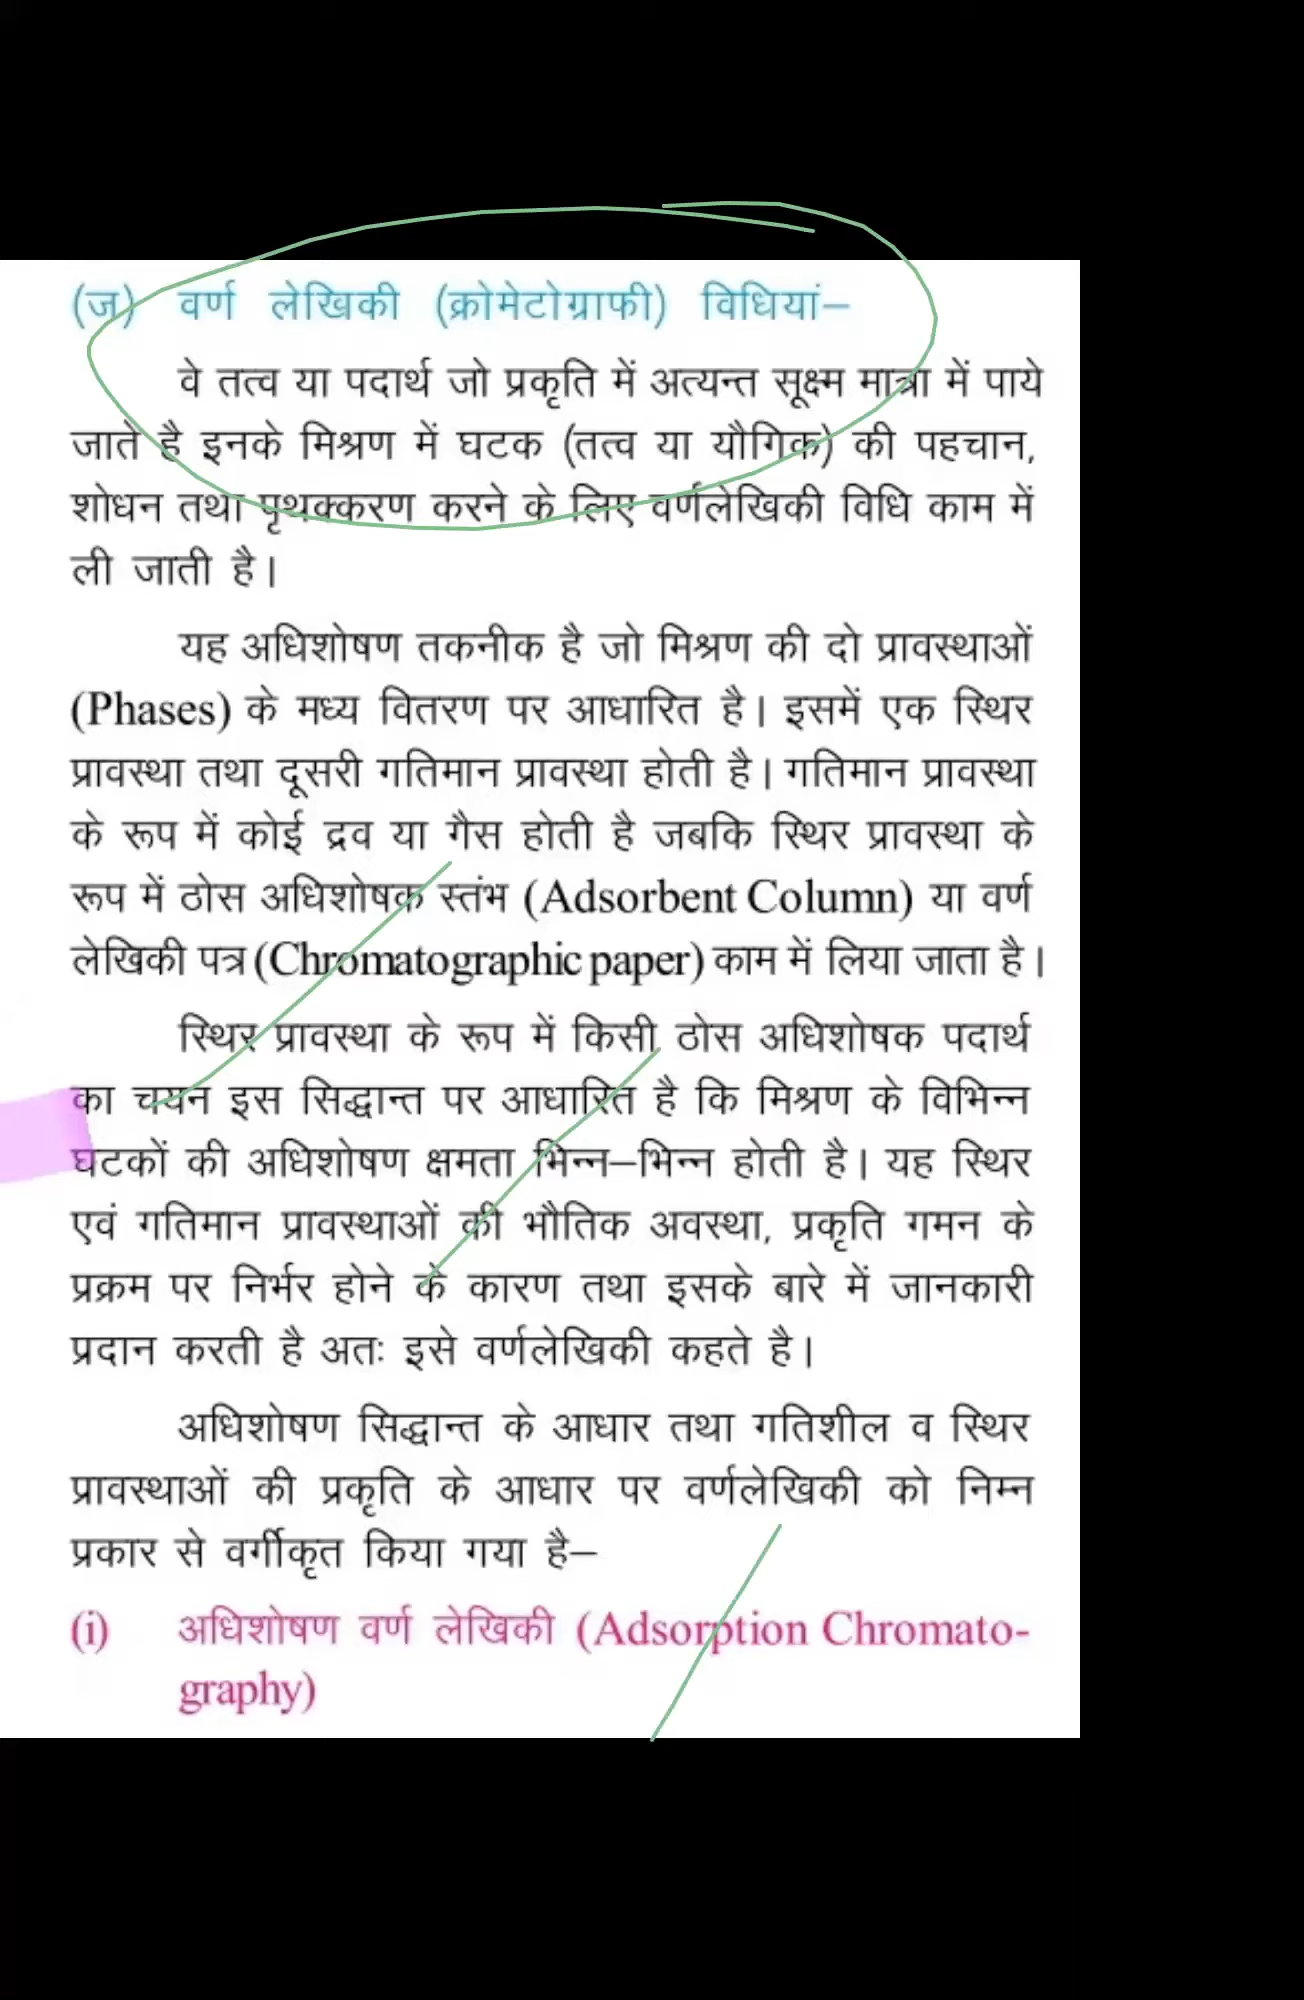 (ज) वर्ण लेखिकी (क्रोमेटोग्राफी) विधियां–
वे तत्व या पदार्थ जो प्रकृति में अत्यन्त सूक्ष्म मात्रा में पाये
जाते है इनके मिश्रण में घटक (तत्व या यौगिक) की पहचान,
शोधन तथा पृथक्करण करने के लिए वर्णलेखिकी विधि काम में
ली जाती है।
यह अधिशोषण तकनीक है जो मिश्रण की दो प्रावस्थाओं
(Phases) के मध्य वितरण पर आधारित है। इसमें एक स्थिर
प्रावस्था तथा दूसरी गतिमान प्रावस्था होती है। गतिमान प्रावस्था
के रूप में कोई द्रव या गैस होती है जबकि स्थिर प्रावस्था के
रूप में ठोस अधिशोषक स्तंभ (Adsorbent Column) या वर्ण
लेखिकी पत्र (Chromatographic paper) काम में लिया जाता है।
स्थिर प्रावस्था के रूप में किसी ठोस अधिशोषक पदार्थ
का चयन इस सिद्धान्त पर आधारित है कि मिश्रण के विभिन्न
घटकों की अधिशोषण क्षमता भिन्न–भिन्न होती है। यह स्थिर
एवं गतिमान प्रावस्थाओं की भौतिक अवस्था, प्रकृति गमन के
प्रक्रम पर निर्भर होने के कारण तथा इसके बारे में जानकारी
प्रदान करती है अतः इसे वर्णलेखिकी कहते है।
अधिशोषण सिद्धान्त के आधार तथा गतिशील व स्थिर
प्रावस्थाओं की प्रकृति के आधार पर वर्णलेखिकी को निम्न
प्रकार से वर्गीकृत किया गया है–
(i) अधिशोषण वर्ण लेखिकी (Adsorption Chromato-
graphy)